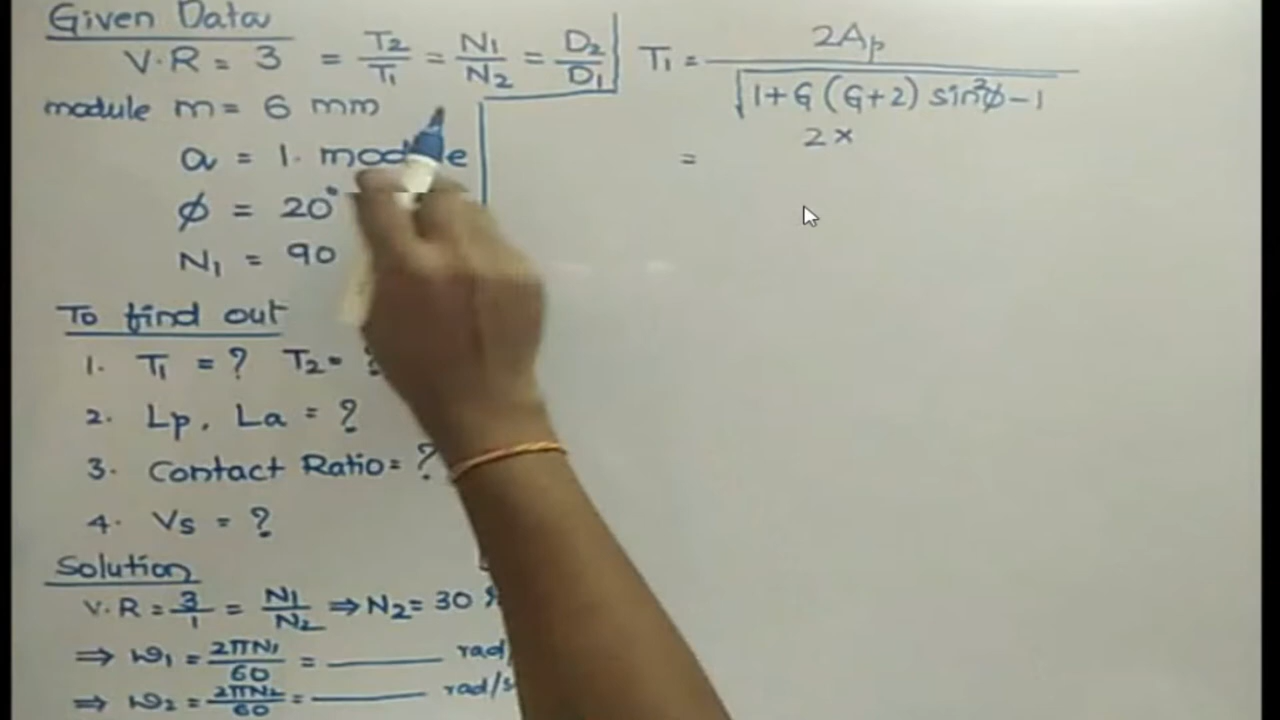 Given Data
V.R = 3 = T2/T1 = N1/N2 = D2/D1
module m = 6 mm
a = 1. module
φ = 20°
N1 = 90
To find out
1. T1 = ? T2 = ?
2. Lp, La = ?
3. Contact Ratio = ?
4. Vs = ?
Solution
V.R = 3/1 = N1/N2 ⇒ N2 = 30
⇒ ω1 = 2πN1/60 = ______ rad/
⇒ ω2 = 2πN2/60 = ______ rad/s
T1 = 2Ap / √1+G(G+2) sin²φ - 1
= 2 ×